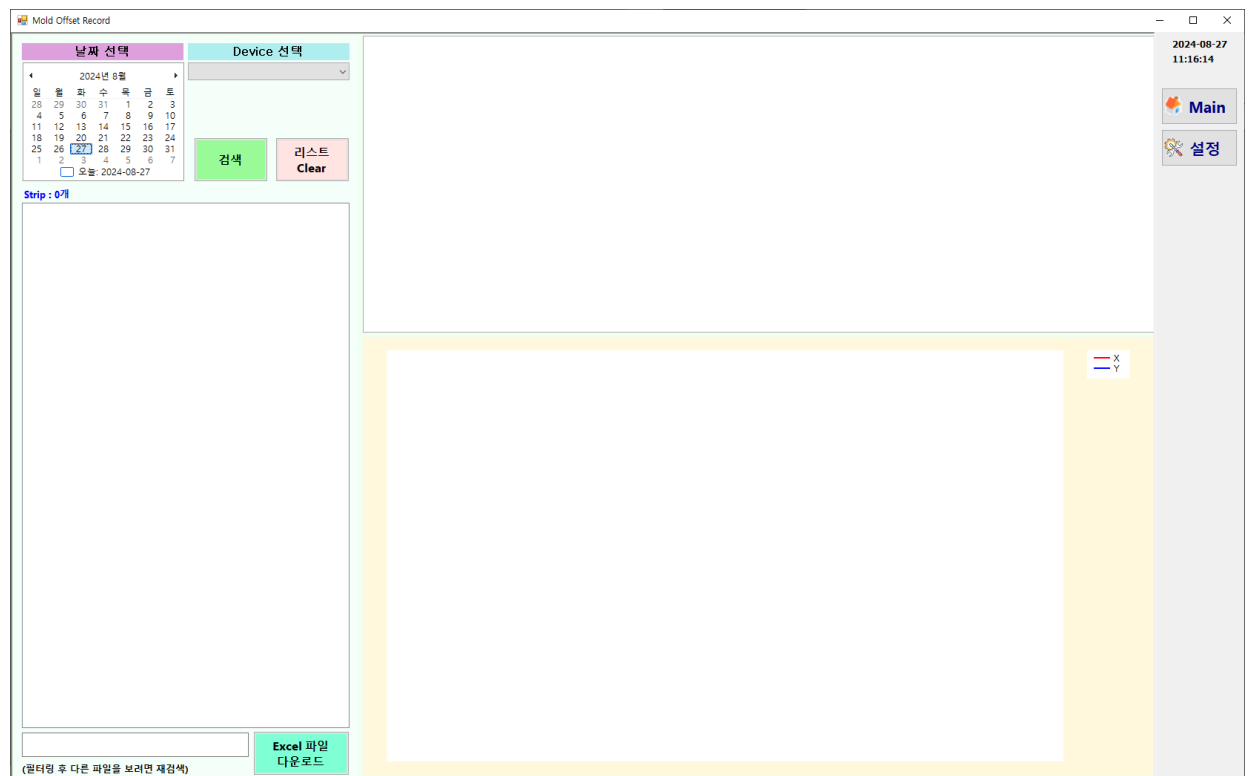 Mold Offset Record
날짜 선택
Device 선택
2024년 8월
일 월 화 수 목 금 토
28 29 30 31 1 2 3
4 5 6 7 8 9 10
11 12 13 14 15 16 17
18 19 20 21 22 23 24
25 26 27 28 29 30 31
1 2 3 4 5 6 7
오늘: 2024-08-27
검색
리스트
Clear
Strip : 0개
Excel 파일
다운로드
(필터링 후 다른 파일을 보려면 재검색)
X
Y
2024-08-27
11:16:14
Main
설정